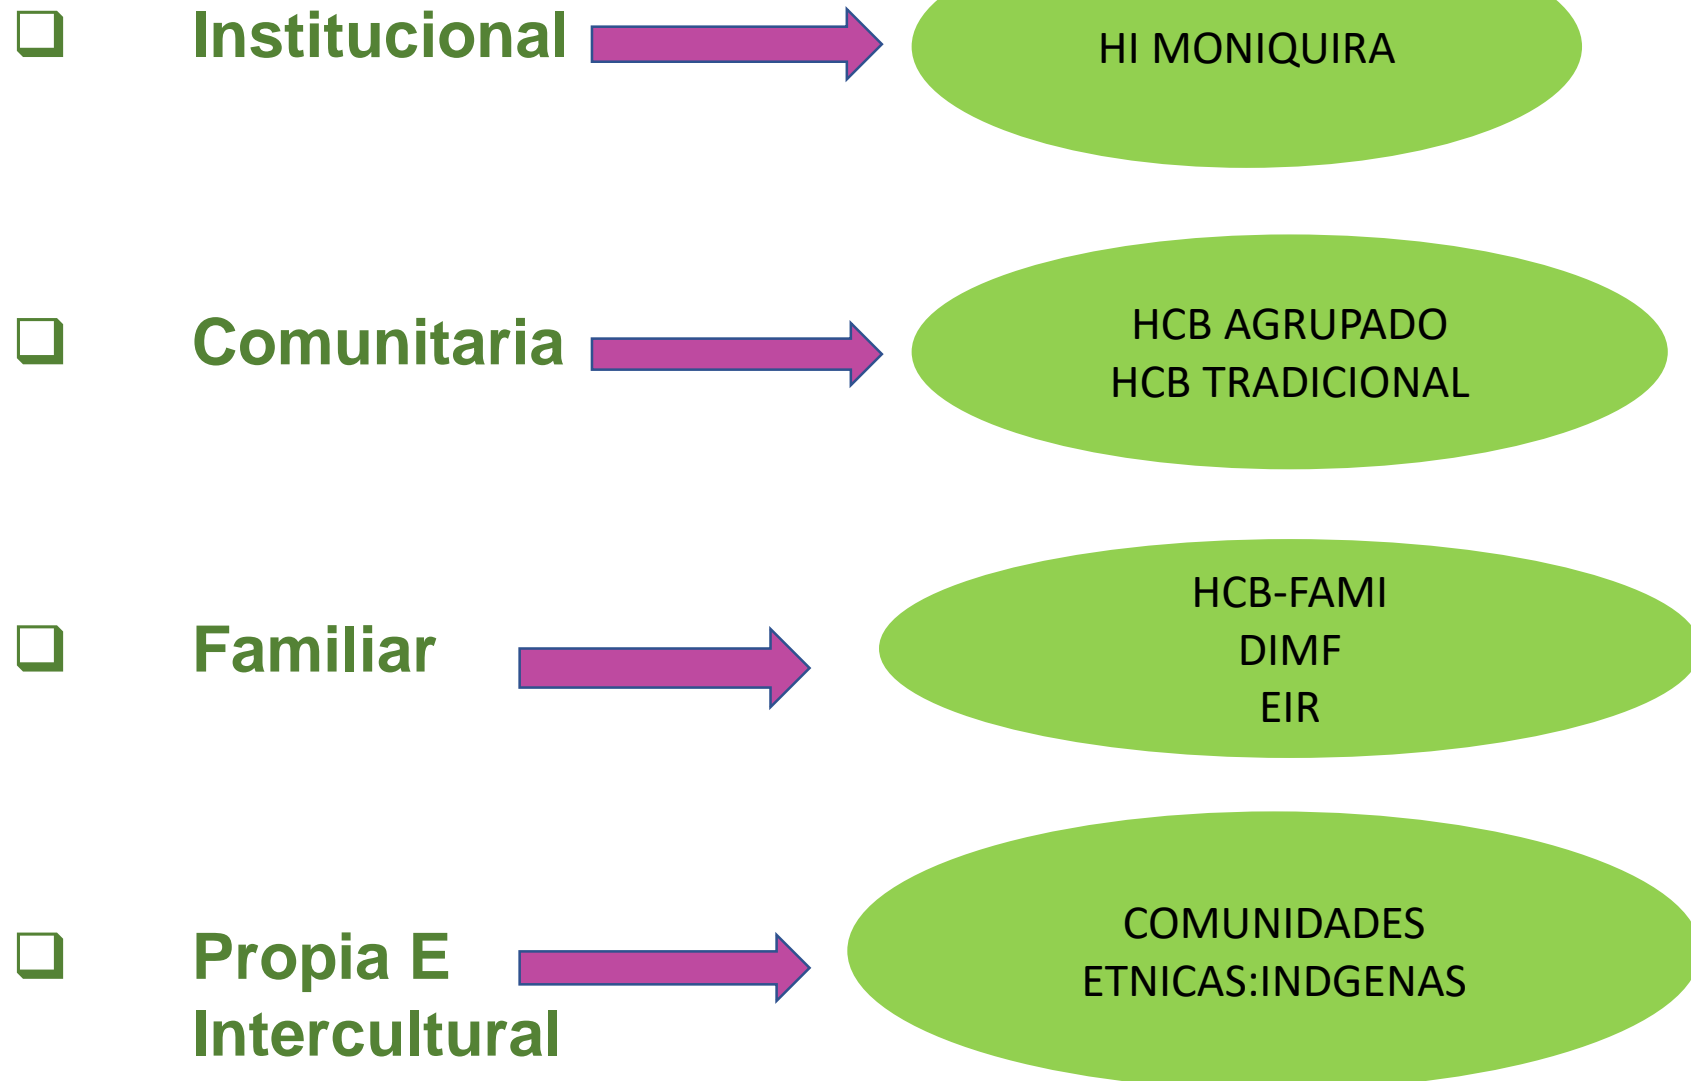 Institucional
HI MONIQUIRA
Comunitaria
HCB AGRUPADO
HCB TRADICIONAL
Familiar
HCB-FAMI
DIMF
EIR
Propia E
Intercultural
COMUNIDADES
ETNICAS:INDGENAS